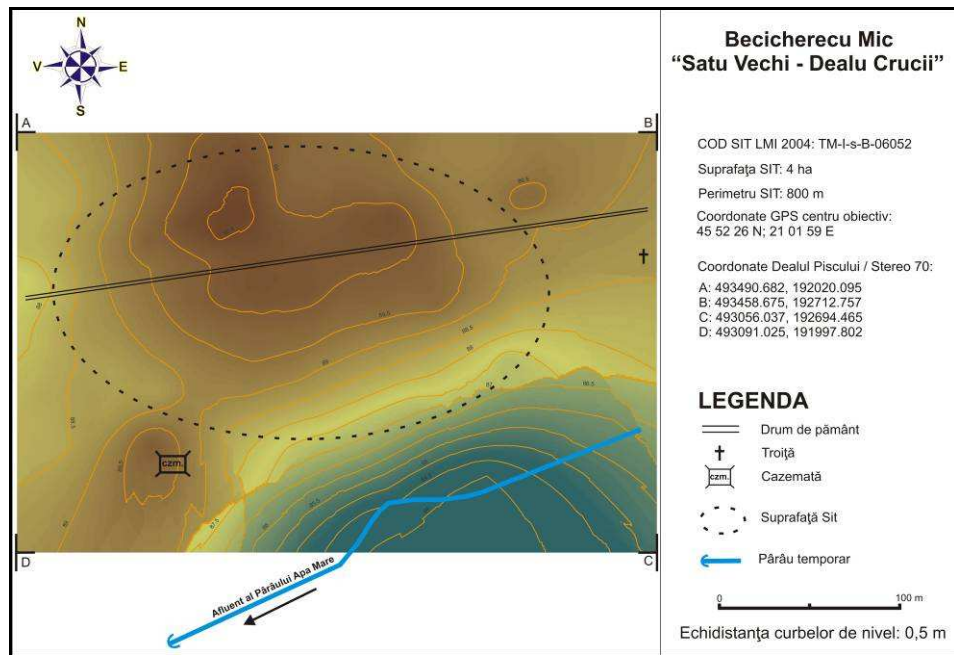 N
V E
S
A
B
D
C
czm.
Afluent al Pârâului Apa Mare
Becicherecu Mic
“Satu Vechi - Dealu Crucii”
COD SIT LMI 2004: TM-I-s-B-06052
Suprafaţa SIT: 4 ha
Perimetru SIT: 800 m
Coordonate GPS centru obiectiv:
45 52 26 N; 21 01 59 E
Coordonate Dealul Piscului / Stereo 70:
A: 493490.682, 192020.095
B: 493458.675, 192712.757
C: 493056.037, 192694.465
D: 493091.025, 191997.802
LEGENDA
Drum de pământ
Troiţă
czm.
Cazemată
Suprafaţă Sit
Pârâu temporar
0 100 m
Echidistanţa curbelor de nivel: 0,5 m